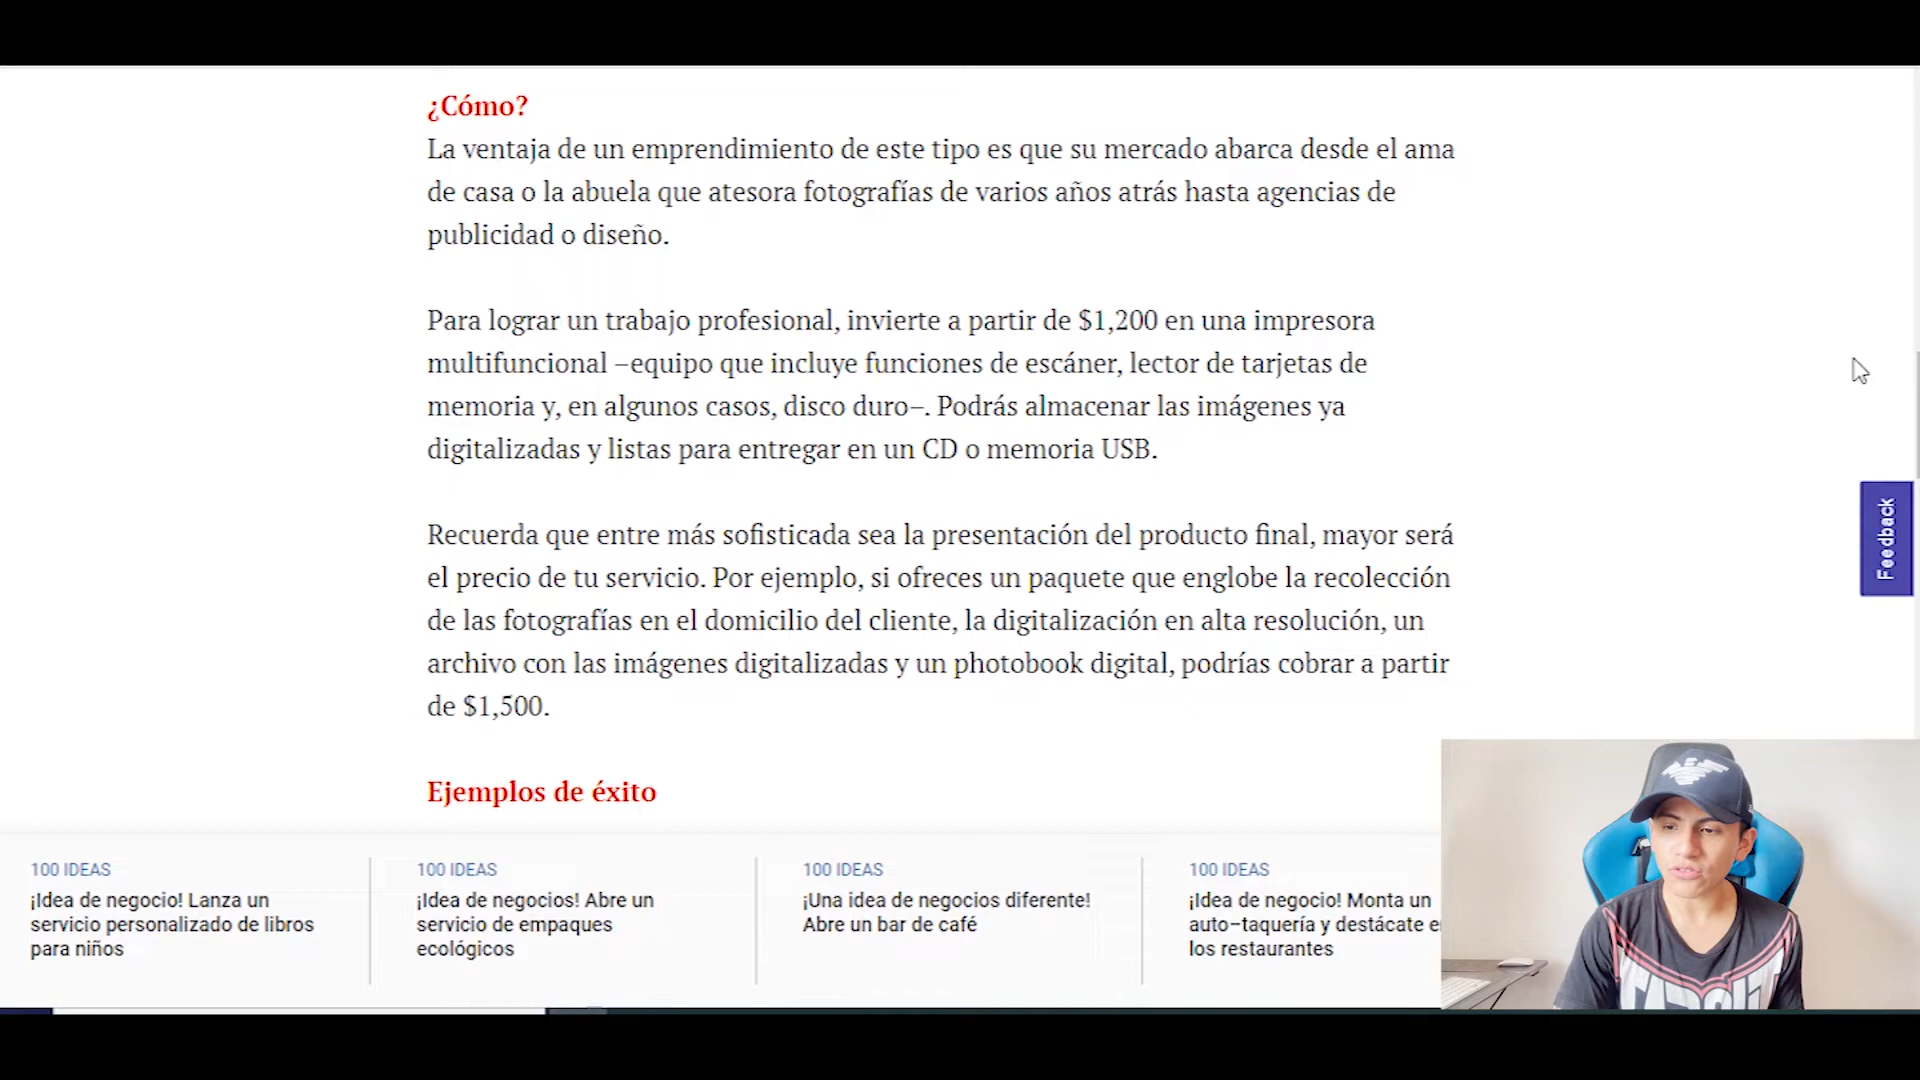 ¿Cómo?
La ventaja de un emprendimiento de este tipo es que su mercado abarca desde el ama
de casa o la abuela que atesora fotografías de varios años atrás hasta agencias de
publicidad o diseño.
Para lograr un trabajo profesional, invierte a partir de $1,200 en una impresora
multifuncional –equipo que incluye funciones de escáner, lector de tarjetas de
memoria y, en algunos casos, disco duro–. Podrás almacenar las imágenes ya
digitalizadas y listas para entregar en un CD o memoria USB.
Recuerda que entre más sofisticada sea la presentación del producto final, mayor será
el precio de tu servicio. Por ejemplo, si ofreces un paquete que englobe la recolección
de las fotografías en el domicilio del cliente, la digitalización en alta resolución, un
archivo con las imágenes digitalizadas y un photobook digital, podrías cobrar a partir
de $1,500.
Ejemplos de éxito
Feedback
100 IDEAS
¡Idea de negocio! Lanza un
servicio personalizado de libros
para niños
100 IDEAS
¡Idea de negocios! Abre un
servicio de empaques
ecológicos
100 IDEAS
¡Una idea de negocios diferente!
Abre un bar de café
100 IDEAS
¡Idea de negocio! Monta un
auto–taquería y destácate
los restaurantes